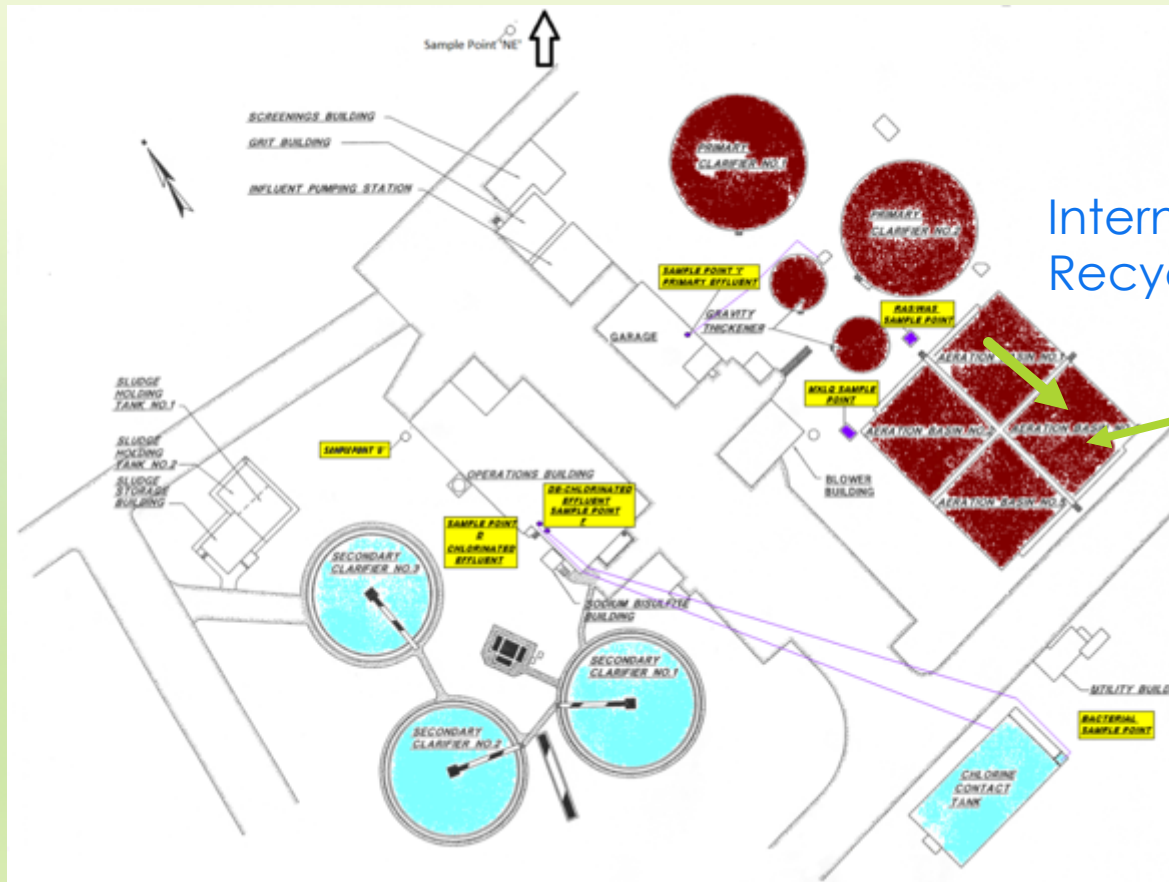 Sample Point "NE"
SCREENINGS BUILDING
GRIT BUILDING
INFLUENT PUMPING STATION
PRIMARY
CLARIFIER NO.1
PRIMARY
CLARIFIER NO.2
Intern
Recy
SAMPLE POINT "C"
PRIMARY EFFLUENT
GRAVITY
THICKENER
RAS/WAS
SAMPLE POINT
GARAGE
AERATION BASIN NO.1
MXLQ SAMPLE
POINT
AERATION BASIN NO.
AERATION BASIN
AERATION BASIN NO.
BLOWER
BUILDING
SLUDGE
HOLDING
TANK NO.1
SLUDGE
HOLDING
TANK NO.2
SLUDGE
STORAGE
BUILDING
SAMPLE POINT
OPERATIONS BUILDING
DE-CHLORINATED
EFFLUENT
SAMPLE POINT
SAMPLE POINT
D
CHLORINATED
EFFLUENT
SECONDARY
CLARIFIER NO.3
SODIUM BISULFITE
BUILDING
SECONDARY
CLARIFIER NO.1
SECONDARY
CLARIFIER NO.2
UTILITY BUILD
BACTERIAL
SAMPLE POINT
CHLORINE
CONTACT
TANK